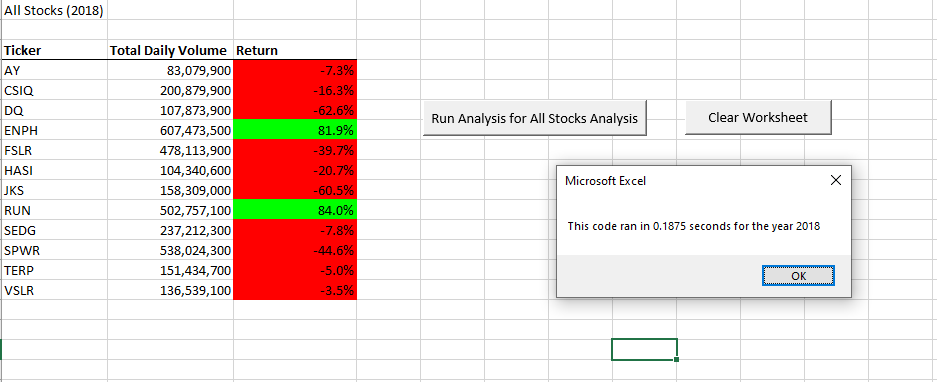 All Stocks (2018)
Ticker Total Daily Volume Return
AY 83,079,900 -7.3%
CSIQ 200,879,900 -16.3%
DQ 107,873,900 -62.6%
ENPH 607,473,500 81.9%
FSLR 478,113,900 -39.7%
HASI 104,340,600 -20.7%
JKS 158,309,000 -60.5%
RUN 502,757,100 84.0%
SEDG 237,212,300 -7.8%
SPWR 538,024,300 -44.6%
TERP 151,434,700 -5.0%
VSLR 136,539,100 -3.5%
Run Analysis for All Stocks Analysis
Clear Worksheet
Microsoft Excel
This code ran in 0.1875 seconds for the year 2018
OK